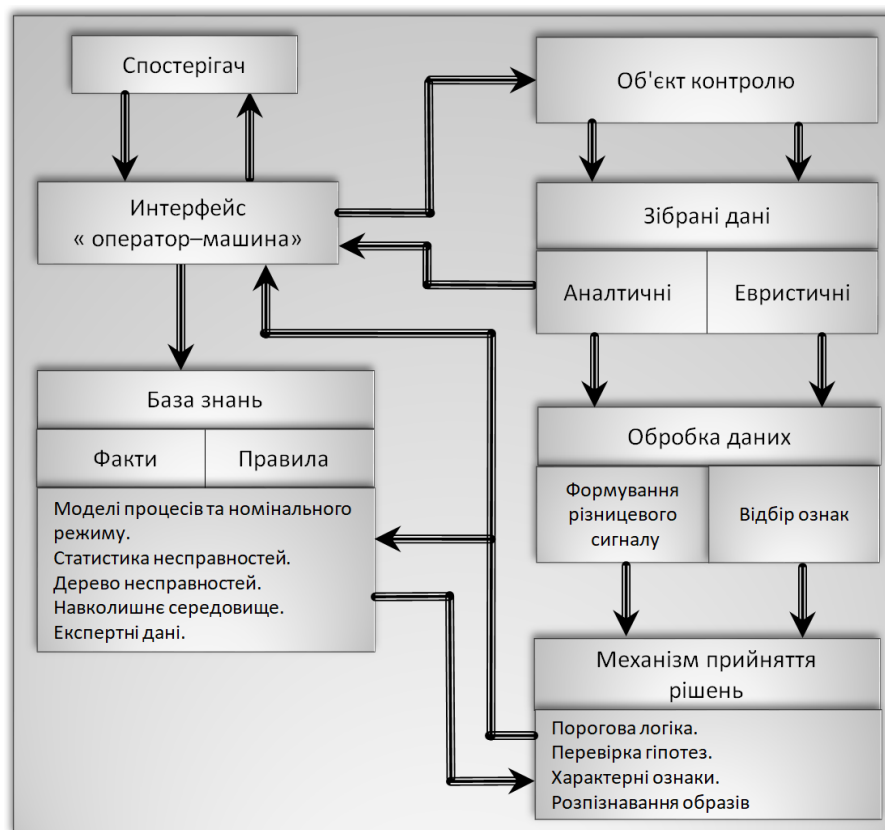 Спостерігач
Об'єкт контролю
Интерфейс
« оператор–машина»
Зібрані дані
Аналтичні
Евристичні
База знань
Факти
Правила
Моделі процесів та номінального
режиму.
Статистика несправностей.
Дерево несправностей.
Навколишнє середовище.
Експертні дані.
Обробка даних
Формування
різницевого
сигналу
Відбір ознак
Механізм прийняття
рішень
Порогова логіка.
Перевірка гіпотез.
Характерні ознаки.
Розпізнавання образів